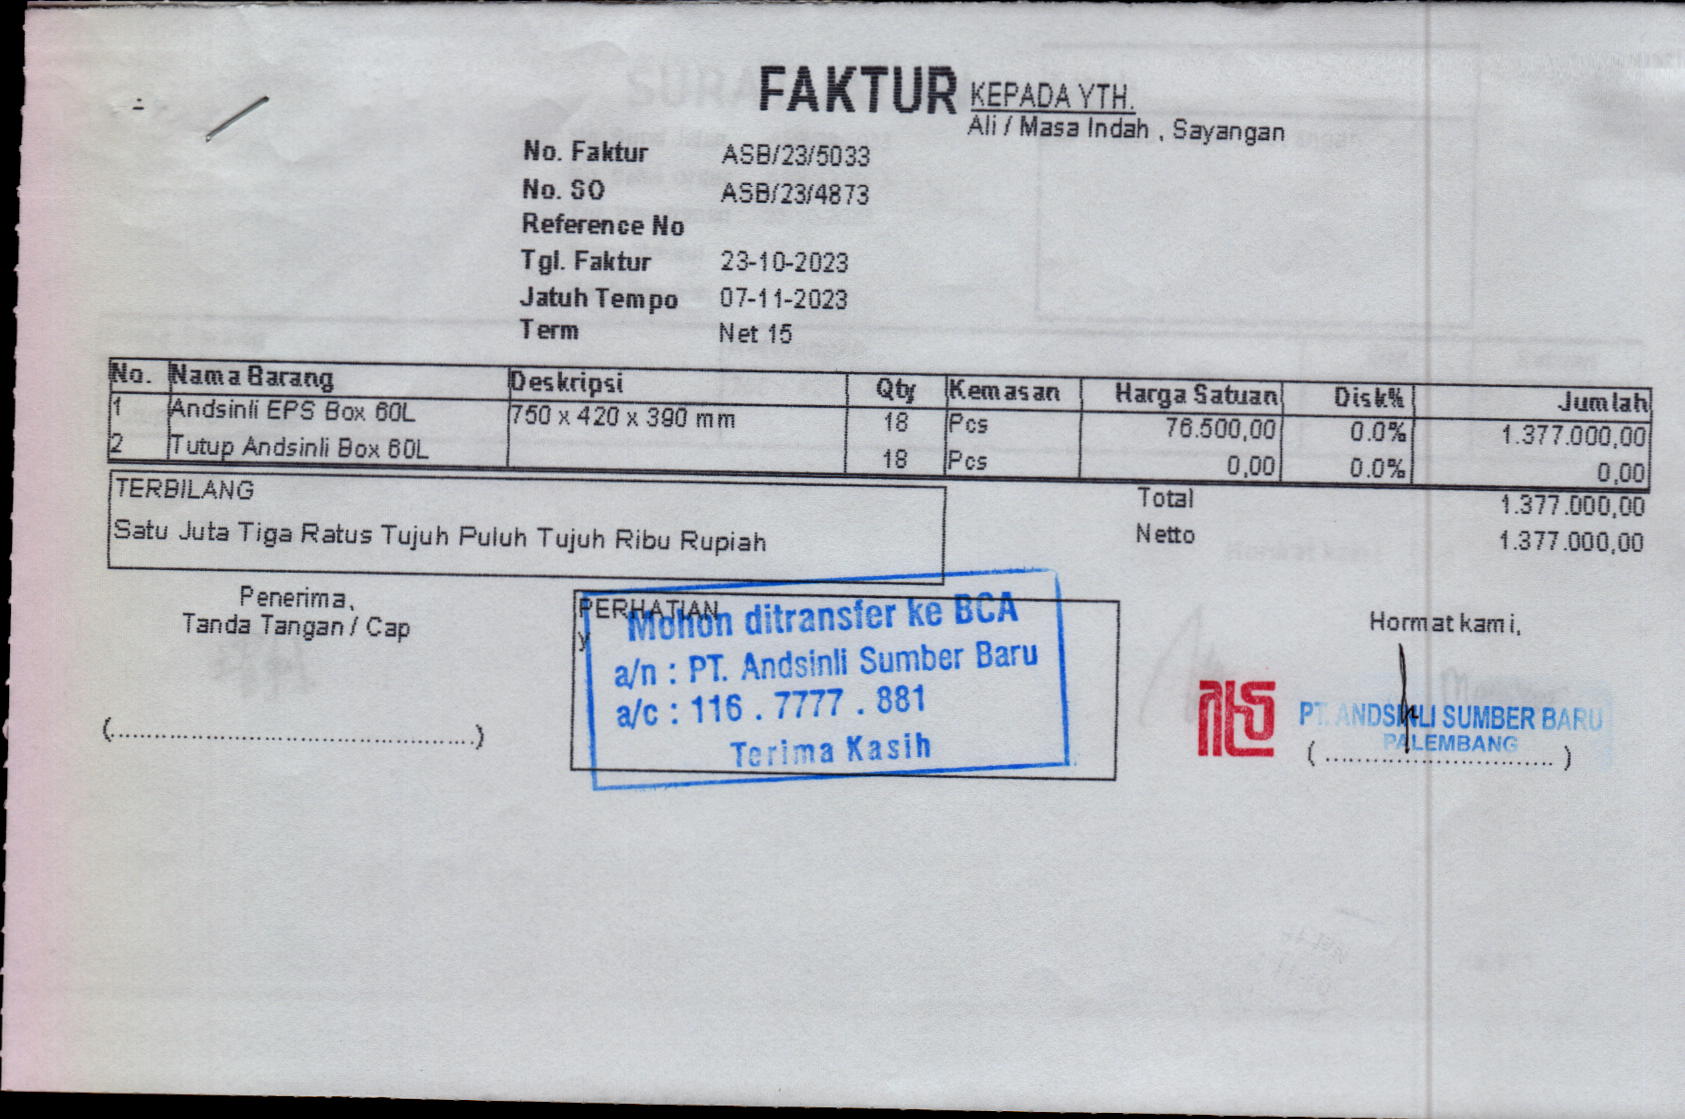 FAKTUR
KEPADA YTH.
Ali / Masa Indah , Sayangan
No. Faktur ASB/23/5033
No. SO ASB/23/4873
Reference No
Tgl. Faktur 23-10-2023
Jatuh Tempo 07-11-2023
Term Net 15
No. Nama Barang Deskripsi Qty Kemasan Harga Satuan Disk% Jumlah
1 Andsinli EPS Box 60L 750 x 420 x 390 mm 18 Pcs 76.500,00 0.0% 1.377.000,00
2 Tutup Andsinli Box 60L 18 Pcs 0,00 0.0% 0,00
TERBILANG
Satu Juta Tiga Ratus Tujuh Puluh Tujuh Ribu Rupiah
Total 1.377.000,00
Netto 1.377.000,00
Penerima,
Tanda Tangan / Cap
(................................................)
PERHATIAN
y
Mohon ditransfer ke BCA
a/n : PT. Andsinli Sumber Baru
a/c : 116 . 7777 . 881
Terima Kasih
Hormat kami,
PT. ANDSINLI SUMBER BARU
PALEMBANG
( .............................. )